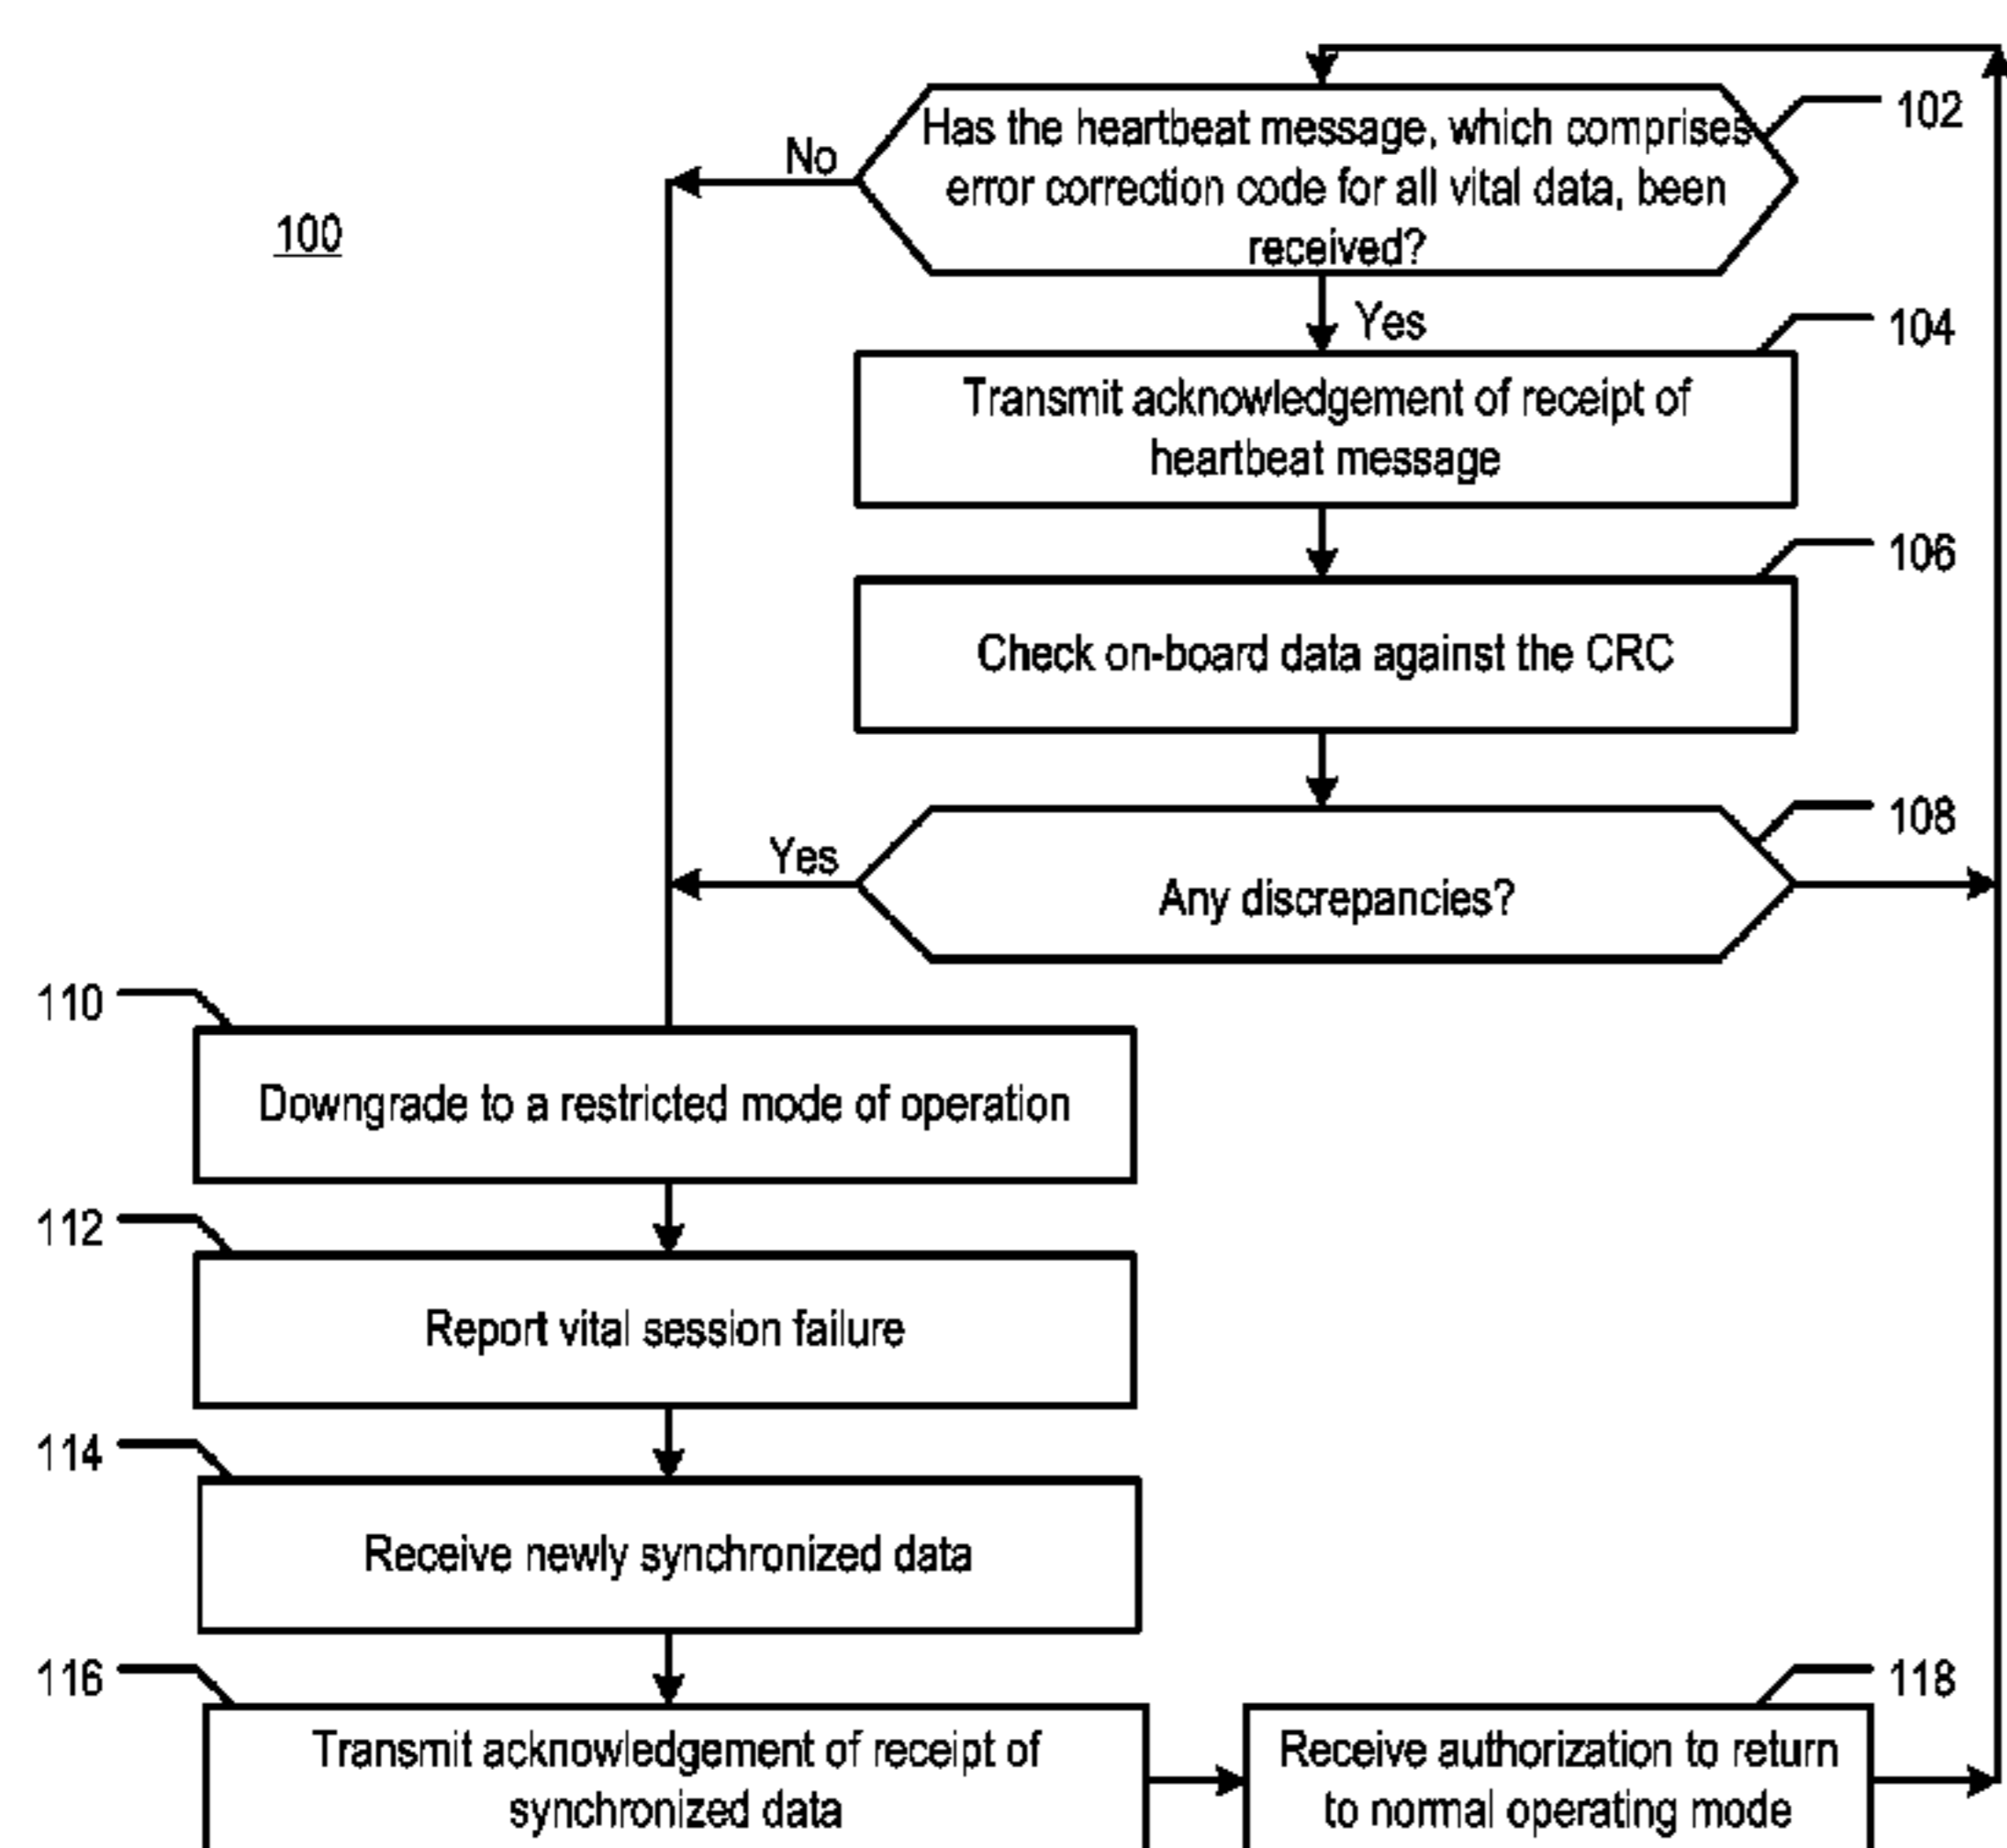 100
No
Has the heartbeat message, which comprises
error correction code for all vital data, been
received?
102
Yes
104
Transmit acknowledgement of receipt of
heartbeat message
106
Check on-board data against the CRC
108
Yes
Any discrepancies?
110
Downgrade to a restricted mode of operation
112
Report vital session failure
114
Receive newly synchronized data
116
Transmit acknowledgement of receipt of
synchronized data
118
Receive authorization to return
to normal operating mode